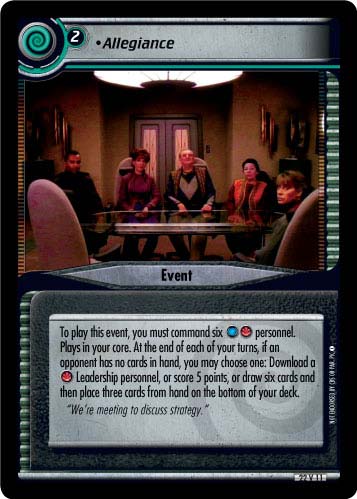 2
•Allegiance
Event
To play this event, you must command six personnel.
Plays in your core. At the end of each of your turns, if an
opponent has no cards in hand, you may choose one: Download a
Leadership personnel, or score 5 points, or draw six cards and
then place three cards from hand on the bottom of your deck.
"We're meeting to discuss strategy."
22 V 11